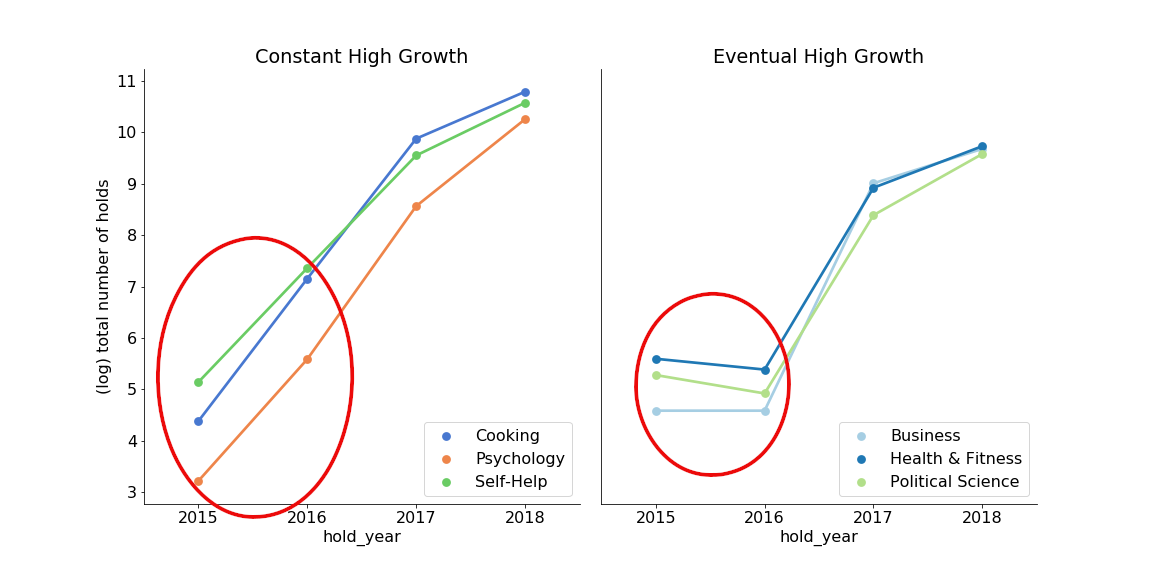 Constant High Growth
Eventual High Growth
(log) total number of holds
11
10
9
8
7
6
5
4
3
Cooking
Psychology
Self-Help
Business
Health & Fitness
Political Science
2015 2016 2017 2018
2015 2016 2017 2018
hold_year
hold_year